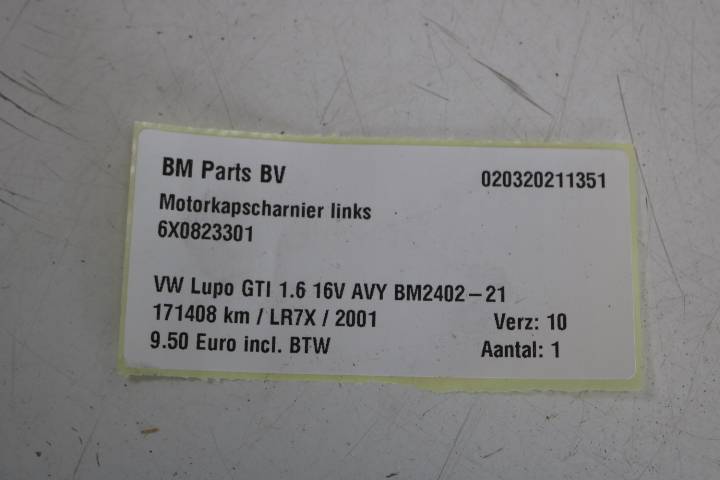 BM Parts BV 020320211351
Motorkapscharnier links
6X0823301
VW Lupo GTI 1.6 16V AVY BM2402-21
171408 km / LR7X / 2001 Verz: 10
9.50 Euro incl. BTW Aantal: 1